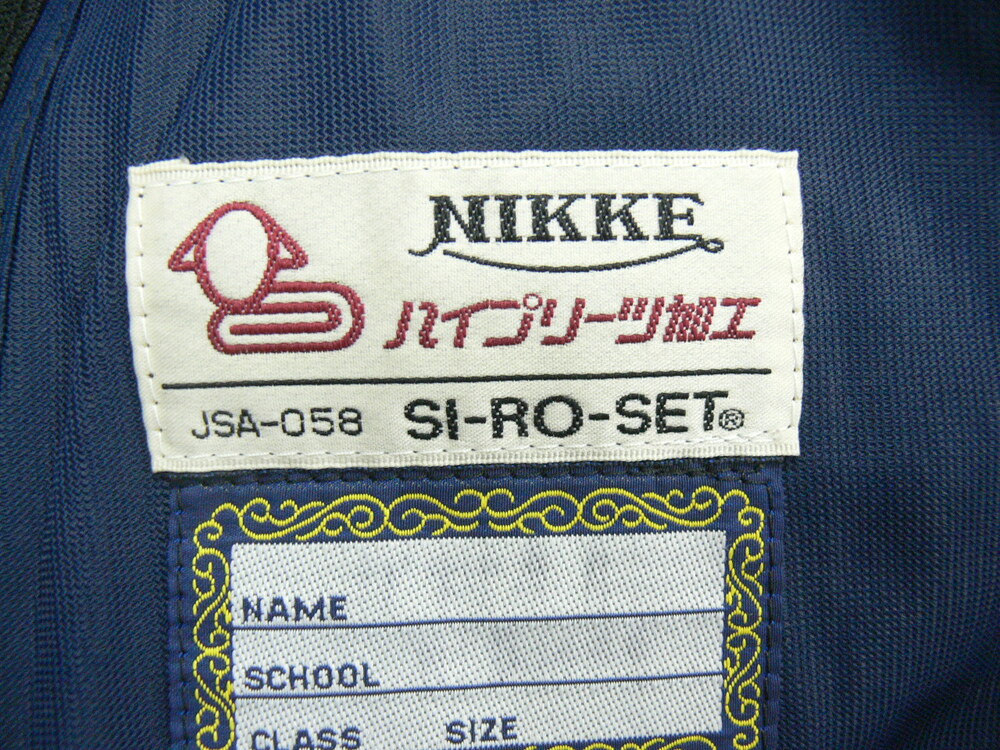 NIKKE
ハイプリーツ加工
JSA-058 SI-RO-SET®
NAME
SCHOOL
CLASS SIZE